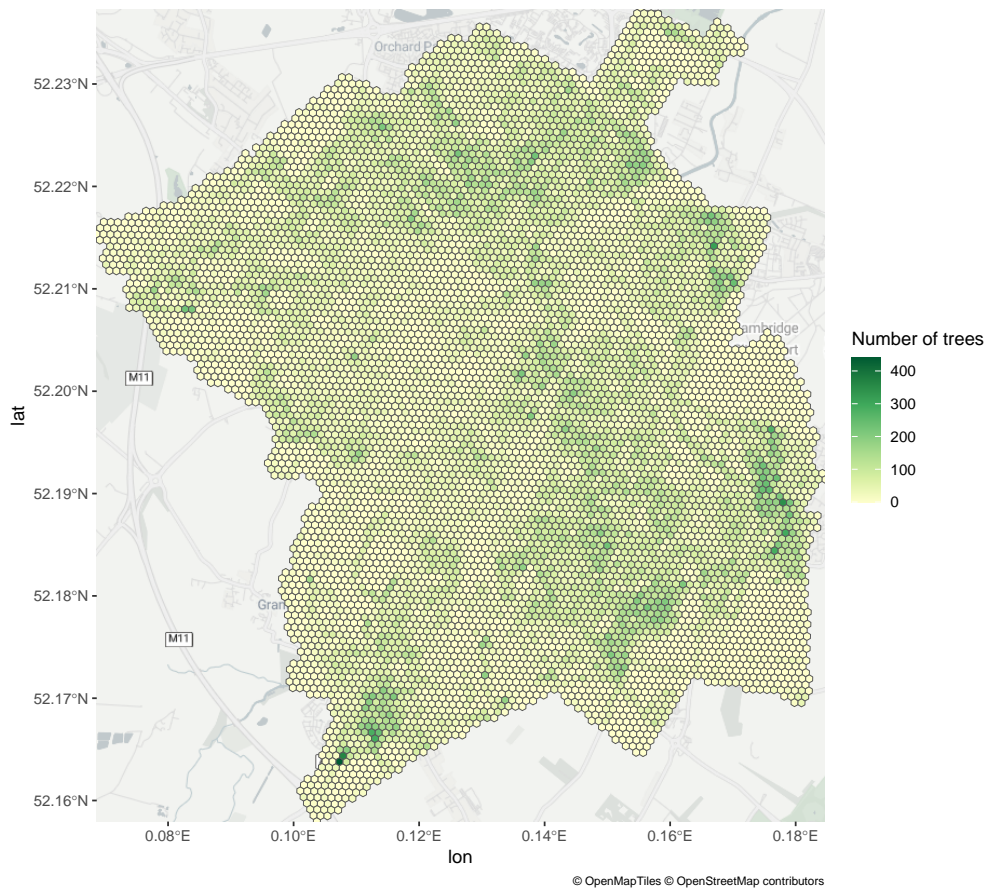 Orchard P
52.23°N
52.22°N
52.21°N
ambridge
ort
M11
52.20°N
52.19°N
52.18°N
Gran
M11
52.17°N
52.16°N
0.08°E 0.10°E 0.12°E 0.14°E 0.16°E 0.18°E
lon
lat
Number of trees
400
300
200
100
0
© OpenMapTiles © OpenStreetMap contributors